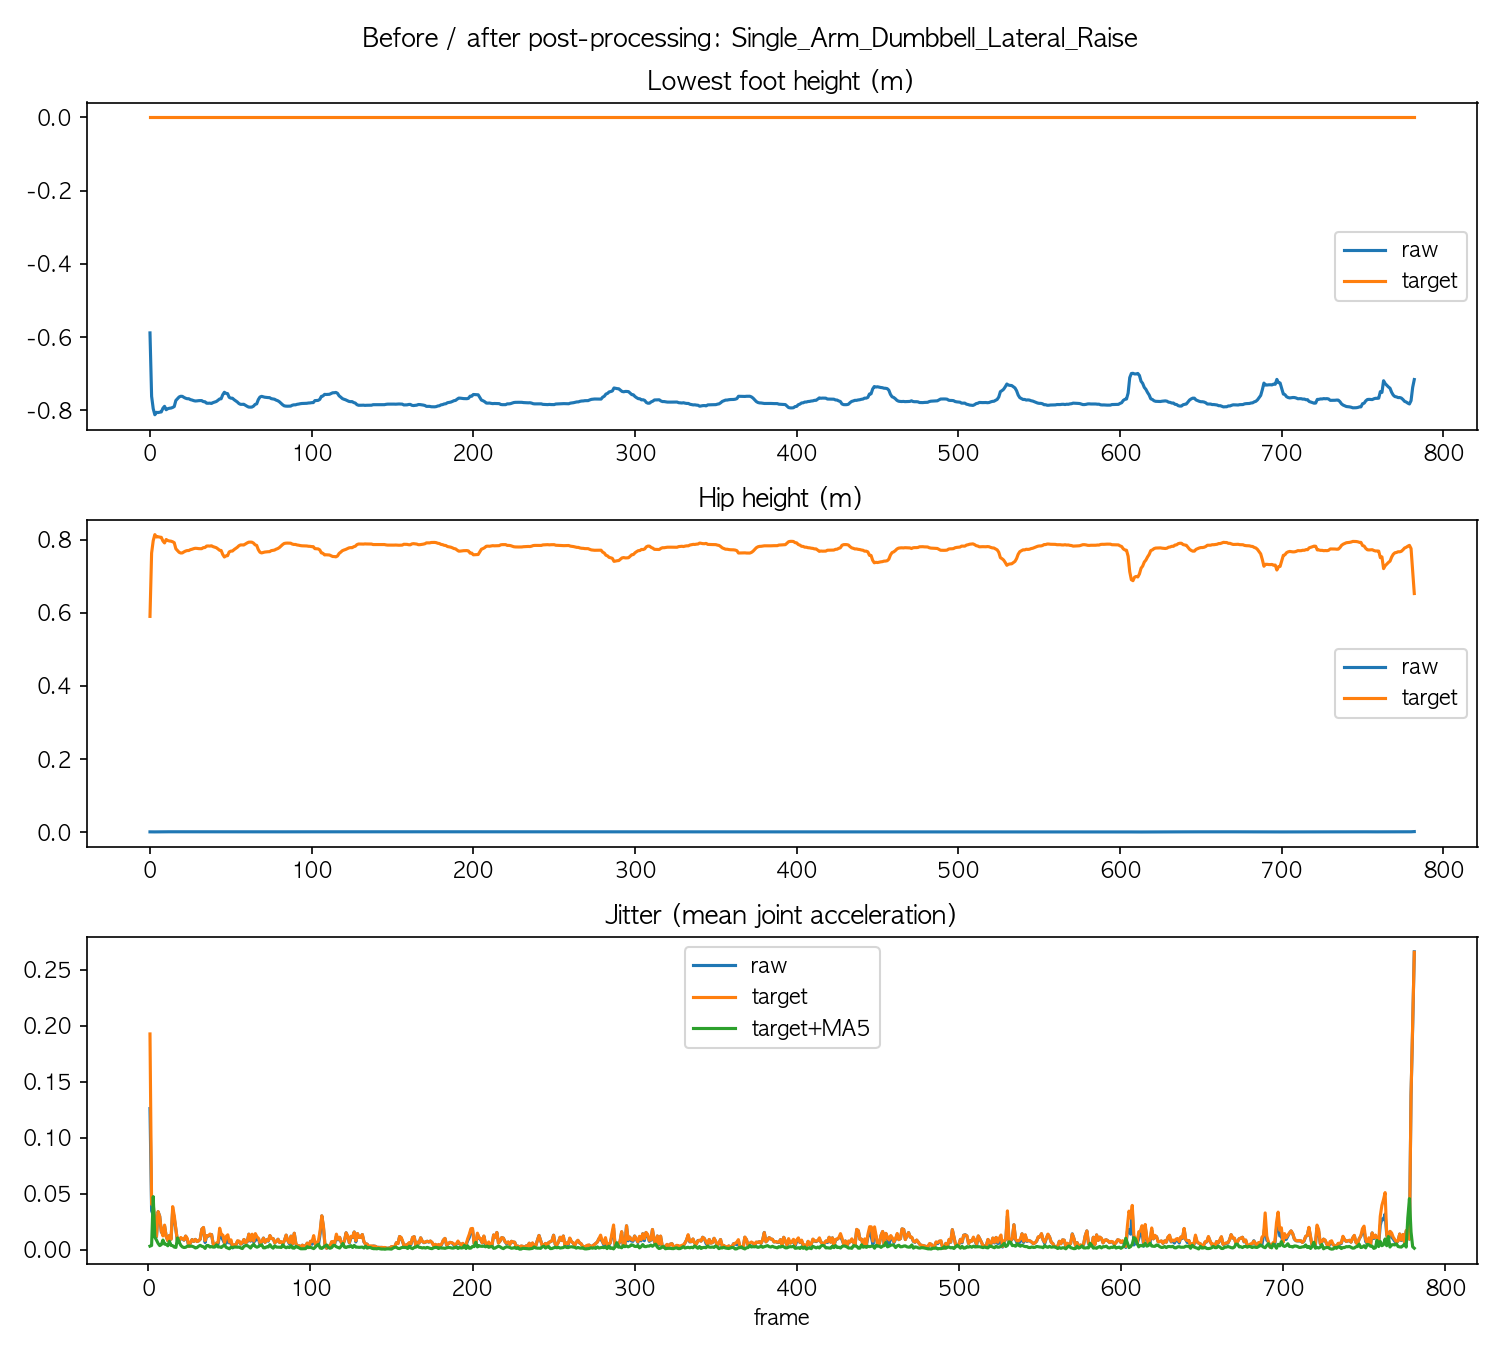 Before / after post-processing: Single_Arm_Dumbbell_Lateral_Raise
Lowest foot height (m)
0.0
-0.2
-0.4
-0.6
-0.8
raw
target
0 100 200 300 400 500 600 700 800
Hip height (m)
0.8
0.6
0.4
0.2
0.0
raw
target
0 100 200 300 400 500 600 700 800
Jitter (mean joint acceleration)
0.25
0.20
0.15
0.10
0.05
0.00
raw
target
target+MA5
0 100 200 300 400 500 600 700 800
frame